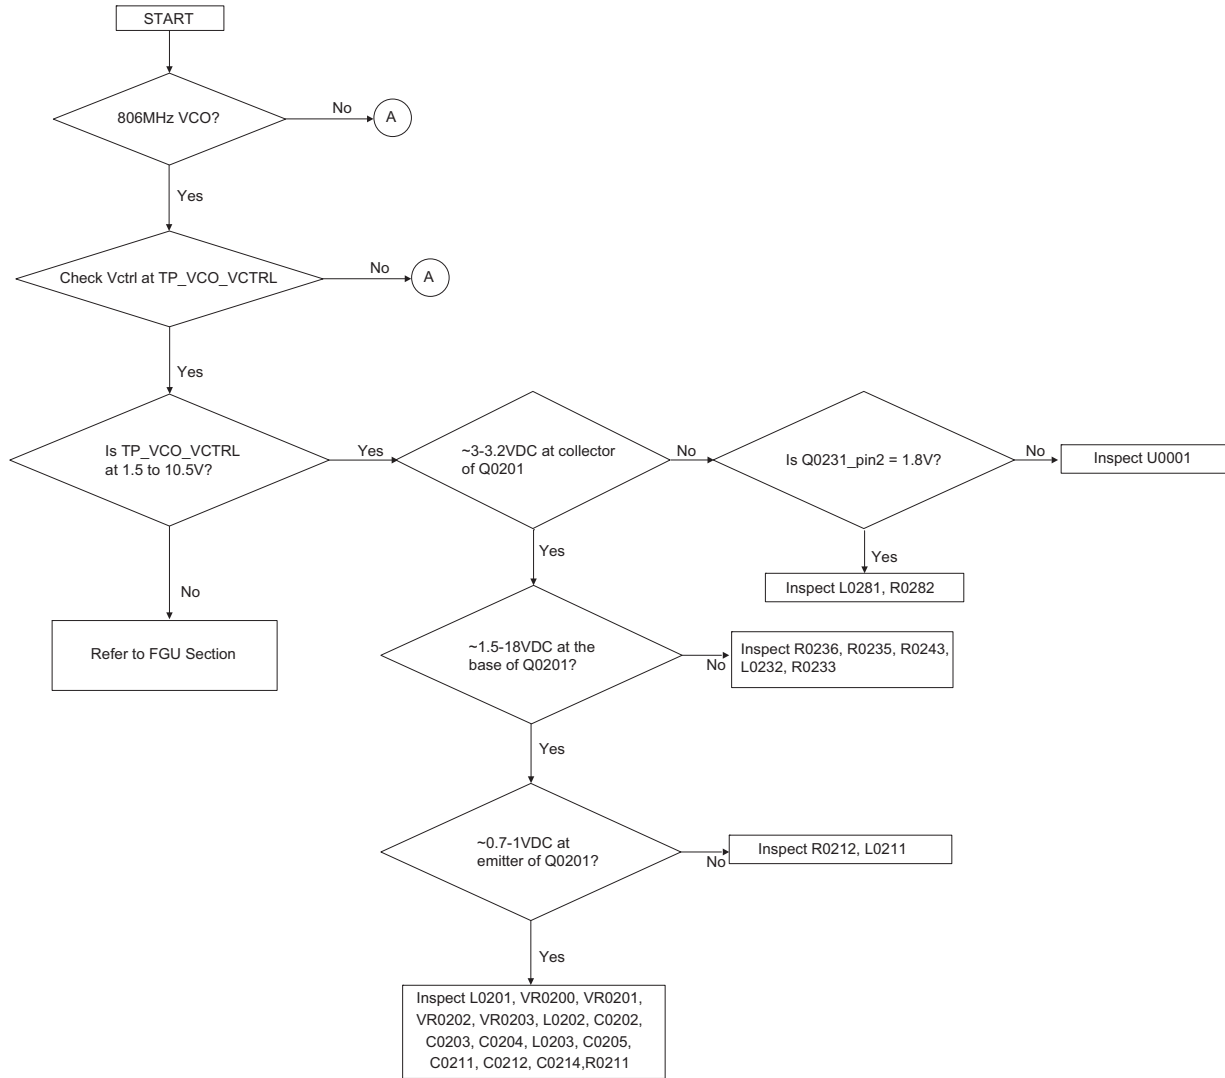 START
806MHz VCO?
No
A
Yes
Check Vctrl at TP_VCO_VCTRL
No
A
Yes
Is TP_VCO_VCTRL
at 1.5 to 10.5V?
Yes
~3-3.2VDC at collector
of Q0201
No
Is Q0231_pin2 = 1.8V?
No
Inspect U0001
Yes
Yes
Inspect L0281, R0282
No
Refer to FGU Section
~1.5-18VDC at the
base of Q0201?
No
Inspect R0236, R0235, R0243,
L0232, R0233
Yes
~0.7-1VDC at
emitter of Q0201?
No
Inspect R0212, L0211
Yes
Inspect L0201, VR0200, VR0201,
VR0202, VR0203, L0202, C0202,
C0203, C0204, L0203, C0205,
C0211, C0212, C0214,R0211